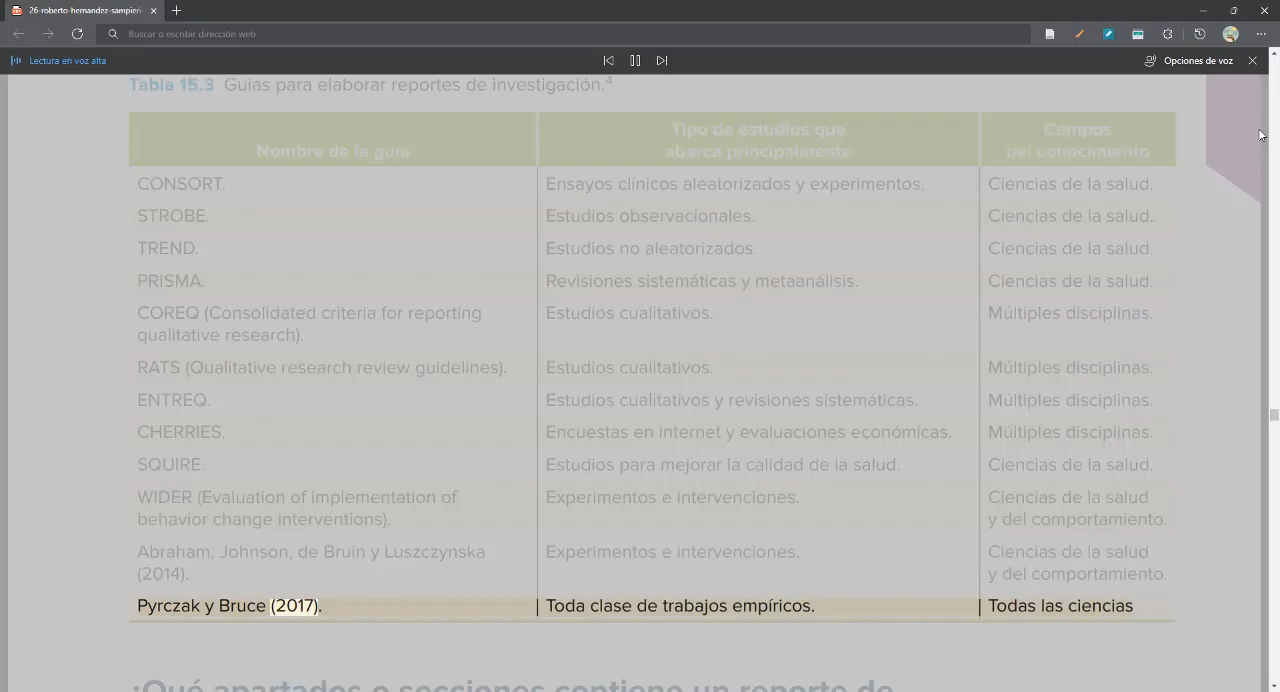 26-roberto-hernandez-sampieri
Buscar o escribir dirección web
Lectura en voz alta
Opciones de voz
Tabla 15.3 Guías para elaborar reportes de investigación.4
Nombre de la guía
Tipo de estudios que
abarca principalmente
Campos
del conocimiento
CONSORT. Ensayos clínicos aleatorizados y experimentos. Ciencias de la salud.
STROBE. Estudios observacionales. Ciencias de la salud.
TREND. Estudios no aleatorizados. Ciencias de la salud.
PRISMA. Revisiones sistemáticas y metaanálisis. Ciencias de la salud.
COREQ (Consolidated criteria for reporting
qualitative research).
Estudios cualitativos. Múltiples disciplinas.
RATS (Qualitative research review guidelines). Estudios cualitativos. Múltiples disciplinas.
ENTREQ. Estudios cualitativos y revisiones sistemáticas. Múltiples disciplinas.
CHERRIES. Encuestas en internet y evaluaciones económicas. Múltiples disciplinas.
SQUIRE. Estudios para mejorar la calidad de la salud. Ciencias de la salud.
WIDER (Evaluation of implementation of
behavior change interventions).
Experimentos e intervenciones.
Ciencias de la salud
y del comportamiento.
Abraham, Johnson, de Bruin y Luszczynska
(2014).
Experimentos e intervenciones.
Ciencias de la salud
y del comportamiento.
Pyrczak y Bruce (2017). Toda clase de trabajos empíricos. Todas las ciencias
¿Qué apartados o secciones contiene un reporte de